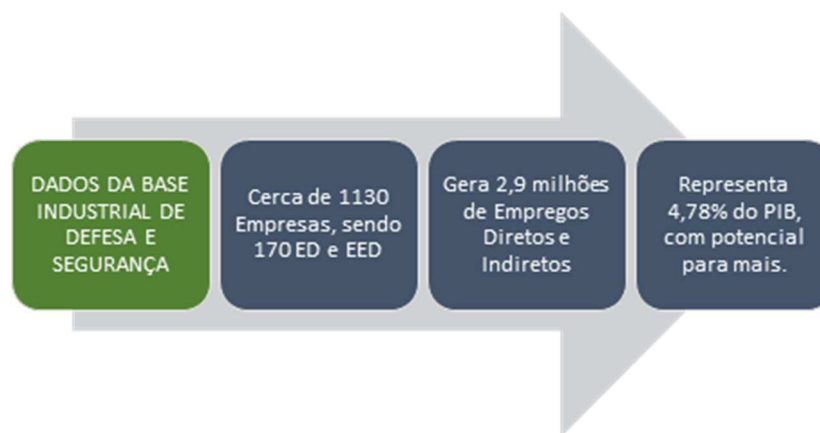 DADOS DA BASE
INDUSTRIAL DE
DEFESA E
SEGURANÇA
Cerca de 1130
Empresas, sendo
170 ED e EED
Gera 2,9 milhões
de Empregos
Diretos e
Indiretos
Representa
4,78% do PIB,
com potencial
para mais.